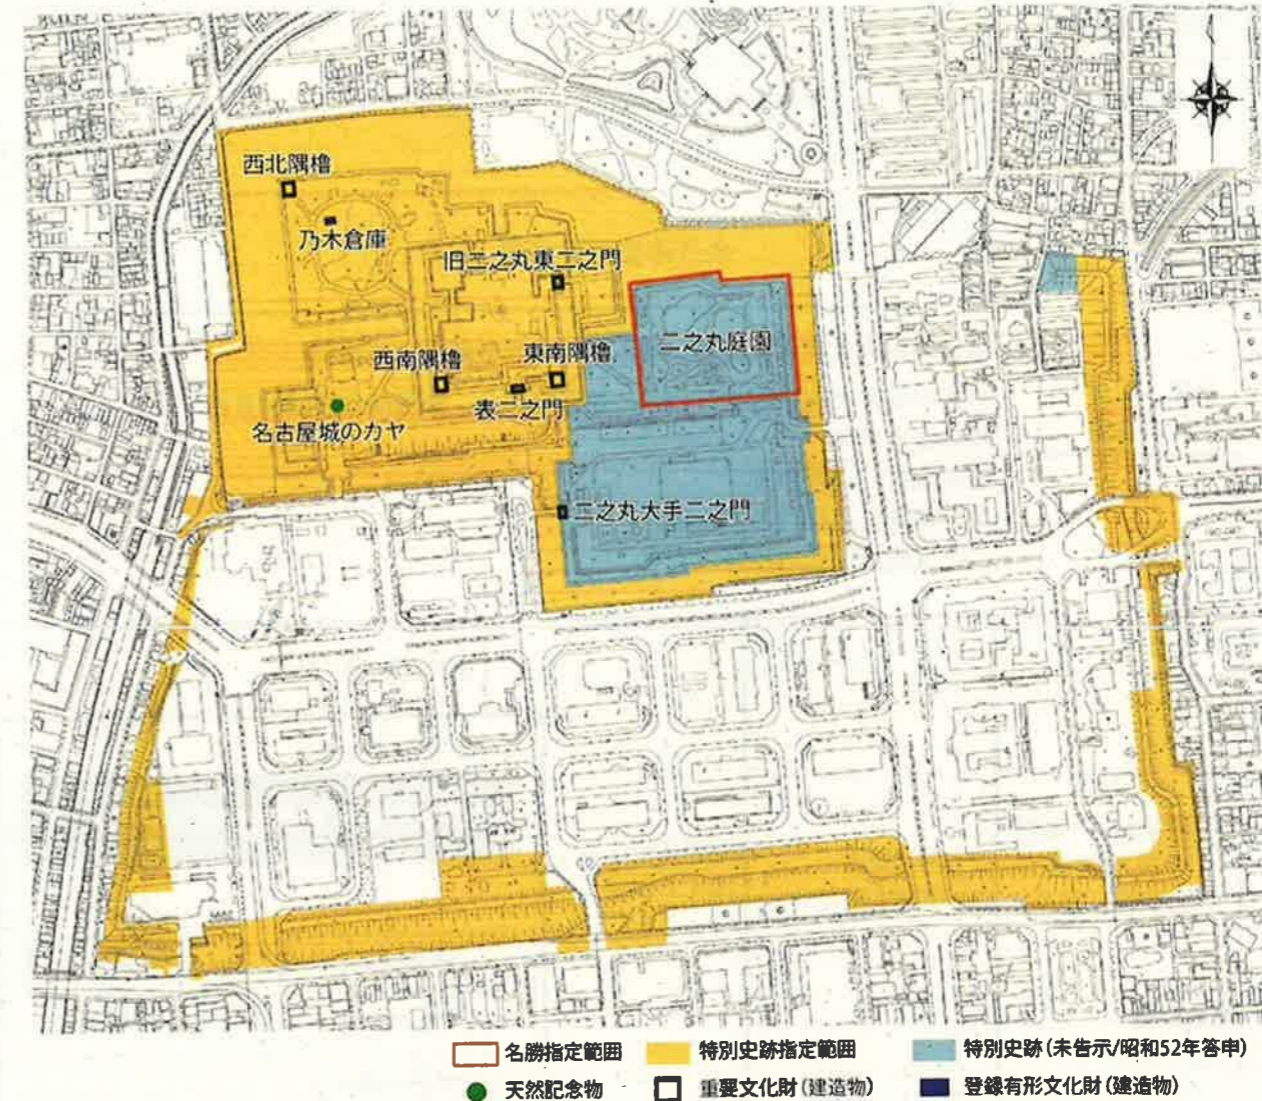 西北隅櫓
乃木倉庫
旧二之丸東二之門
二之丸庭園
西南隅櫓
東南隅櫓
表二之門
名古屋城のカヤ
二之丸大手二之門
名勝指定範囲
特別史跡指定範囲
特別史跡(未告示/昭和52年答申)
天然記念物
重要文化財(建造物)
登録有形文化財(建造物)